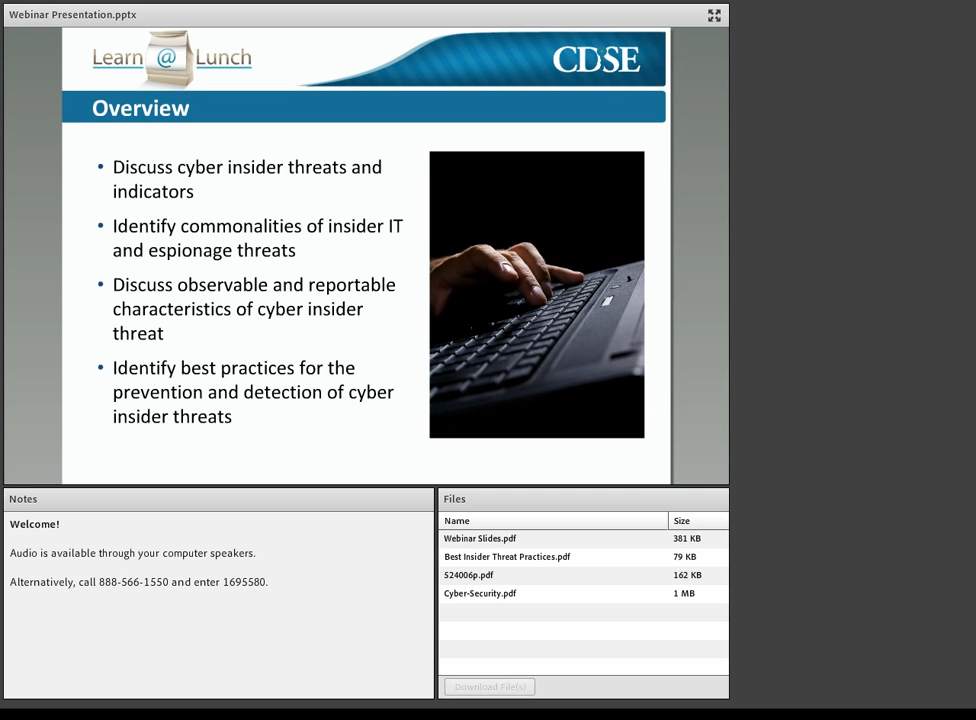 Webinar Presentation.pptx
Learn @ Lunch
CDSE
Overview
• Discuss cyber insider threats and
indicators
• Identify commonalities of insider IT
and espionage threats
• Discuss observable and reportable
characteristics of cyber insider
threat
• Identify best practices for the
prevention and detection of cyber
insider threats
Notes
Welcome!
Audio is available through your computer speakers.
Alternatively, call 888-566-1550 and enter 1695580.
Files
Name Size
Webinar Slides.pdf 381 KB
Best Insider Threat Practices.pdf 79 KB
524006p.pdf 162 KB
Cyber-Security.pdf 1 MB
Download File(s)